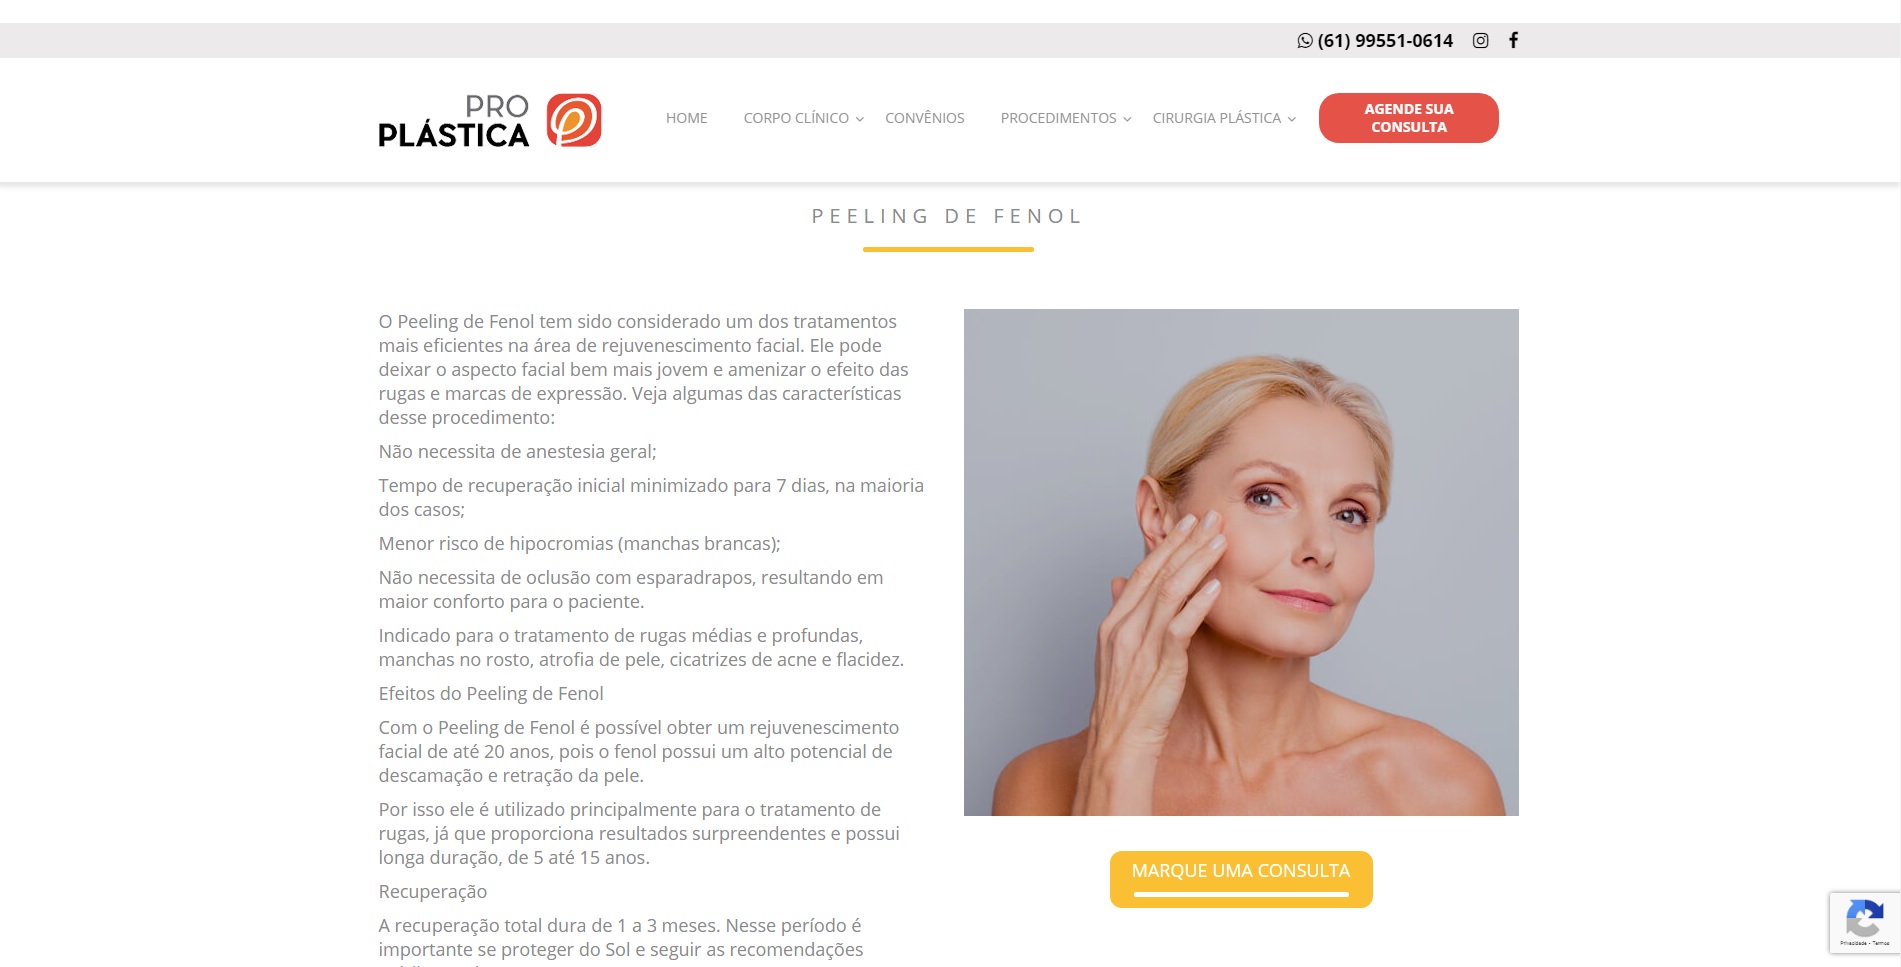 (61) 99551-0614
PRO
PLÁSTICA
HOME
CORPO CLÍNICO
CONVÊNIOS
PROCEDIMENTOS
CIRURGIA PLÁSTICA
AGENDE SUA
CONSULTA
PEELING DE FENOL
O Peeling de Fenol tem sido considerado um dos tratamentos
mais eficientes na área de rejuvenescimento facial. Ele pode
deixar o aspecto facial bem mais jovem e amenizar o efeito das
rugas e marcas de expressão. Veja algumas das características
desse procedimento:
Não necessita de anestesia geral;
Tempo de recuperação inicial minimizado para 7 dias, na maioria
dos casos;
Menor risco de hipocromias (manchas brancas);
Não necessita de oclusão com esparadrapos, resultando em
maior conforto para o paciente.
Indicado para o tratamento de rugas médias e profundas,
manchas no rosto, atrofia de pele, cicatrizes de acne e flacidez.
Efeitos do Peeling de Fenol
Com o Peeling de Fenol é possível obter um rejuvenescimento
facial de até 20 anos, pois o fenol possui um alto potencial de
descamação e retração da pele.
Por isso ele é utilizado principalmente para o tratamento de
rugas, já que proporciona resultados surpreendentes e possui
longa duração, de 5 até 15 anos.
Recuperação
A recuperação total dura de 1 a 3 meses. Nesse período é
importante se proteger do Sol e seguir as recomendações
MARQUE UMA CONSULTA
Privacidade - Termos